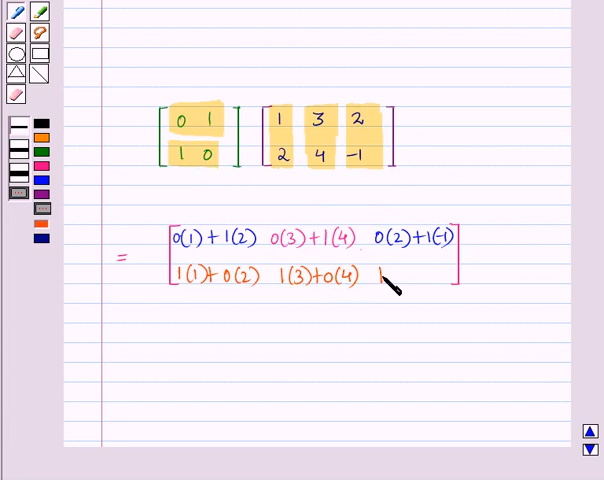 [0 1] [1 3 2]
[1 0] [2 4 -1]
= [0(1)+1(2) 0(3)+1(4) 0(2)+1(-1)]
[1(1)+0(2) 1(3)+0(4) 1 ]